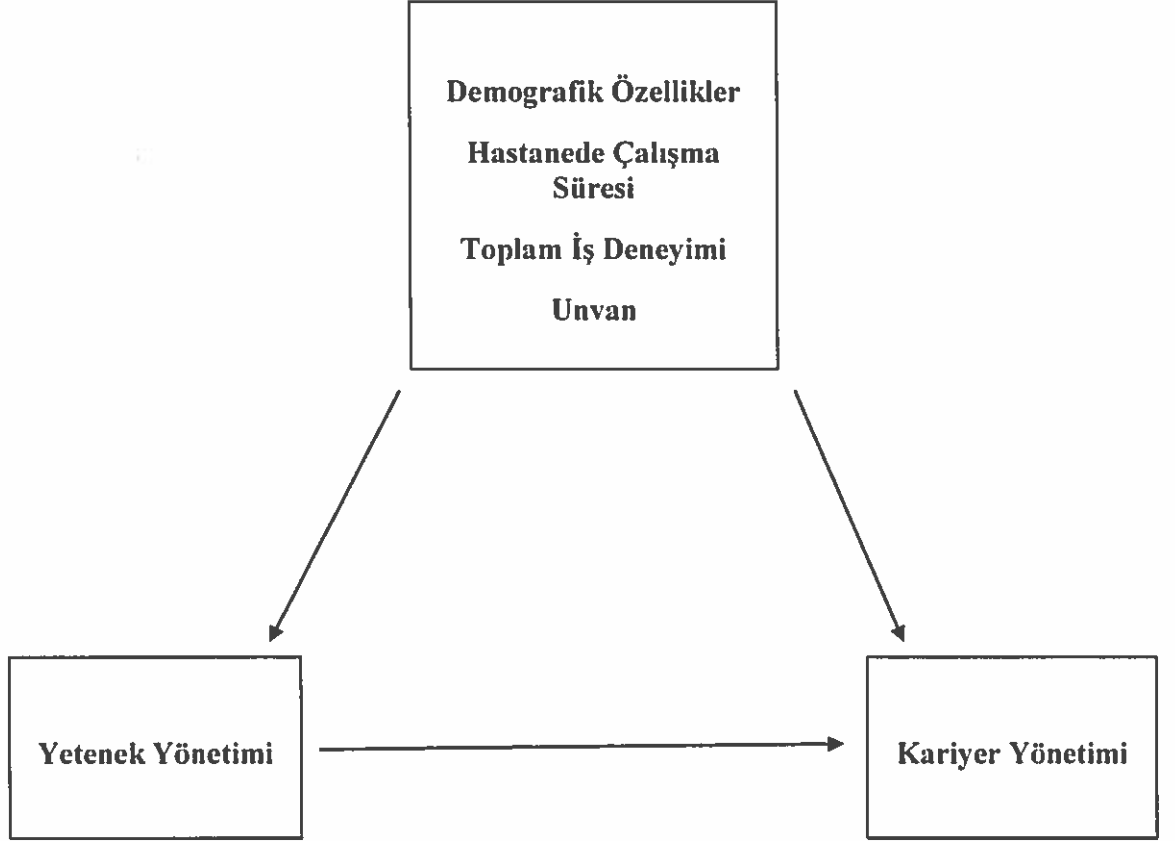 Demografik Özellikler
Hastanede Çalışma
Süresi
Toplam İş Deneyimi
Unvan
Yetenek Yönetimi
Kariyer Yönetimi